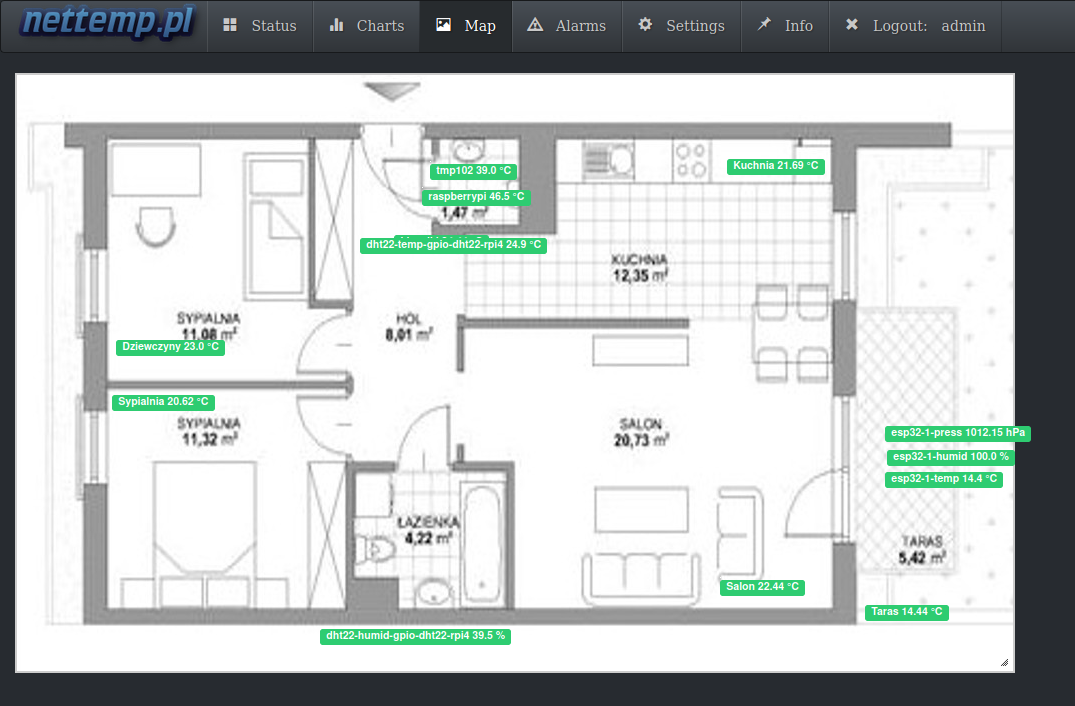 nettemp.pl
Status
Charts
Map
Alarms
Settings
Info
Logout: admin
tmp102 39.0 °C
Kuchnia 21.69 °C
raspberrypi 46.5 °C
1,47 m²
dht22-temp-gpio-dht22-rpi4 24.9 °C
KUCHNIA
12,35 m²
SYPIALNIA
11,08 m²
HOL
8,01 m²
Dziewczyny 23.0 °C
Sypialnia 20.62 °C
SYPIALNIA
11,32 m²
SALON
20,73 m²
esp32-1-press 1012.15 hPa
esp32-1-humid 100.0 %
esp32-1-temp 14.4 °C
ŁAZIENKA
4,22 m²
TARAS
5,42 m²
Salon 22.44 °C
Taras 14.44 °C
dht22-humid-gpio-dht22-rpi4 39.5 %